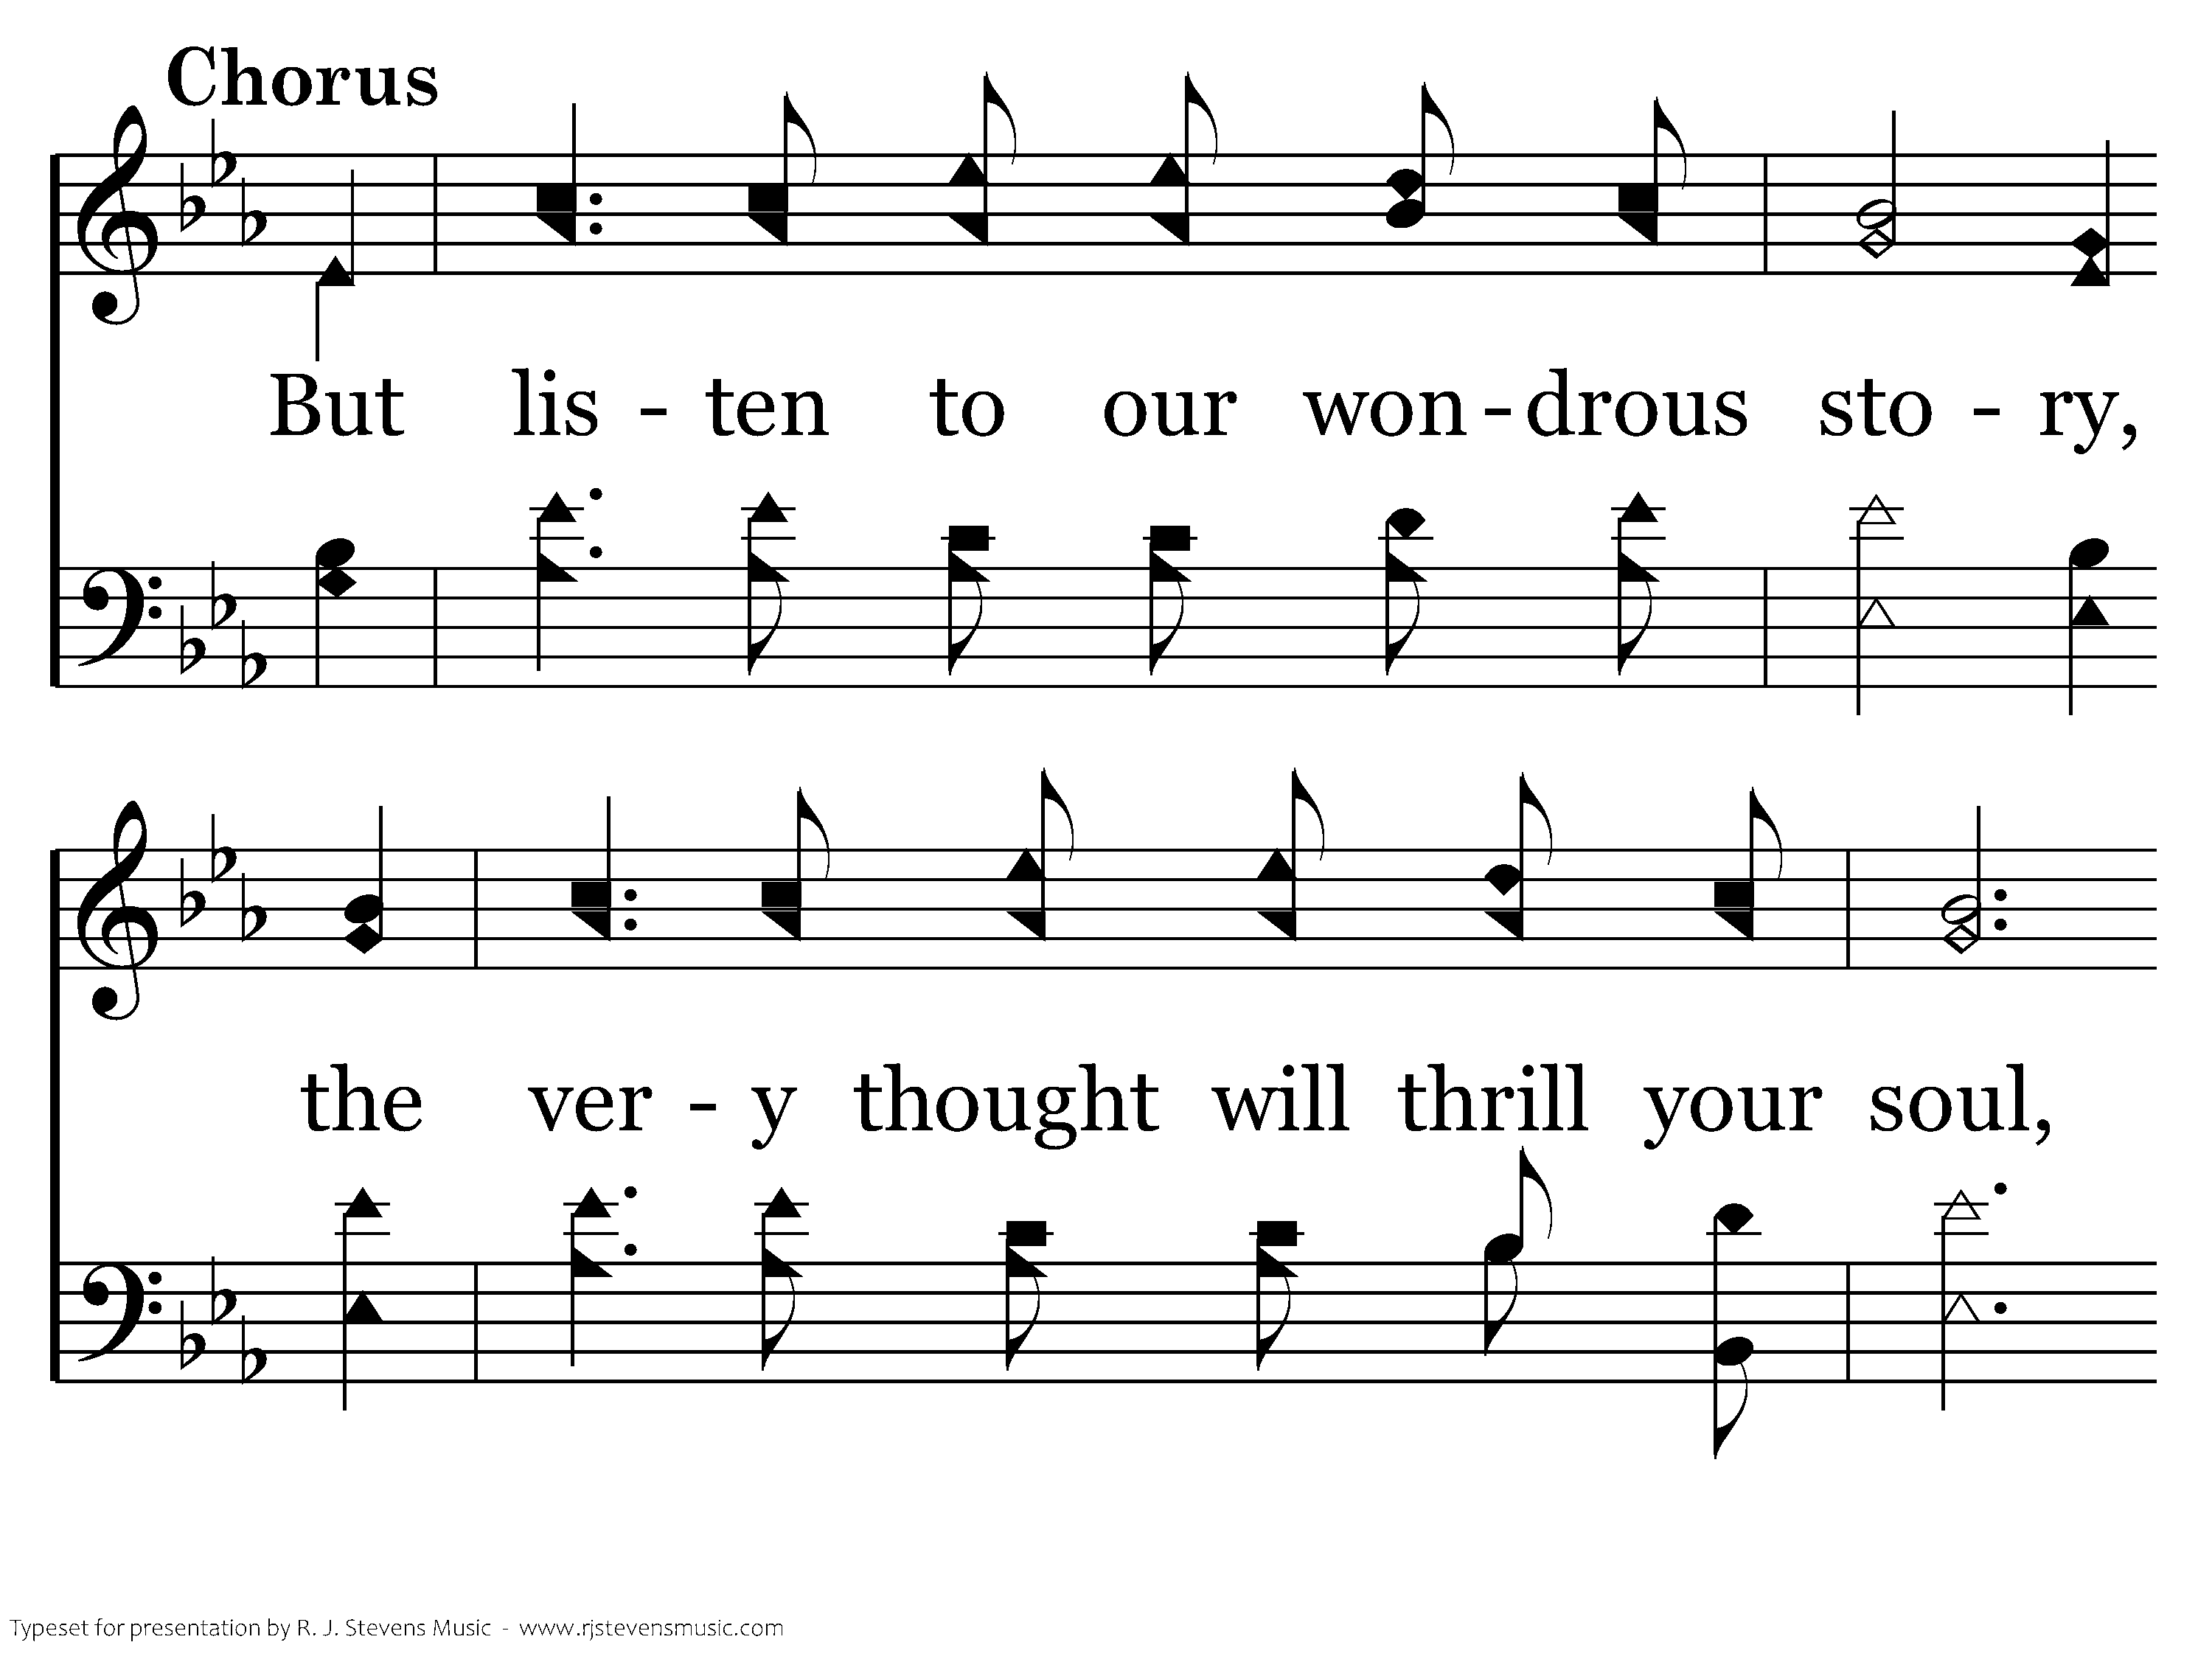 Chorus
But lis - ten to our won - drous sto - ry,
the ver - y thought will thrill your soul,
Typeset for presentation by R. J. Stevens Music - www.rjstevensmusic.com